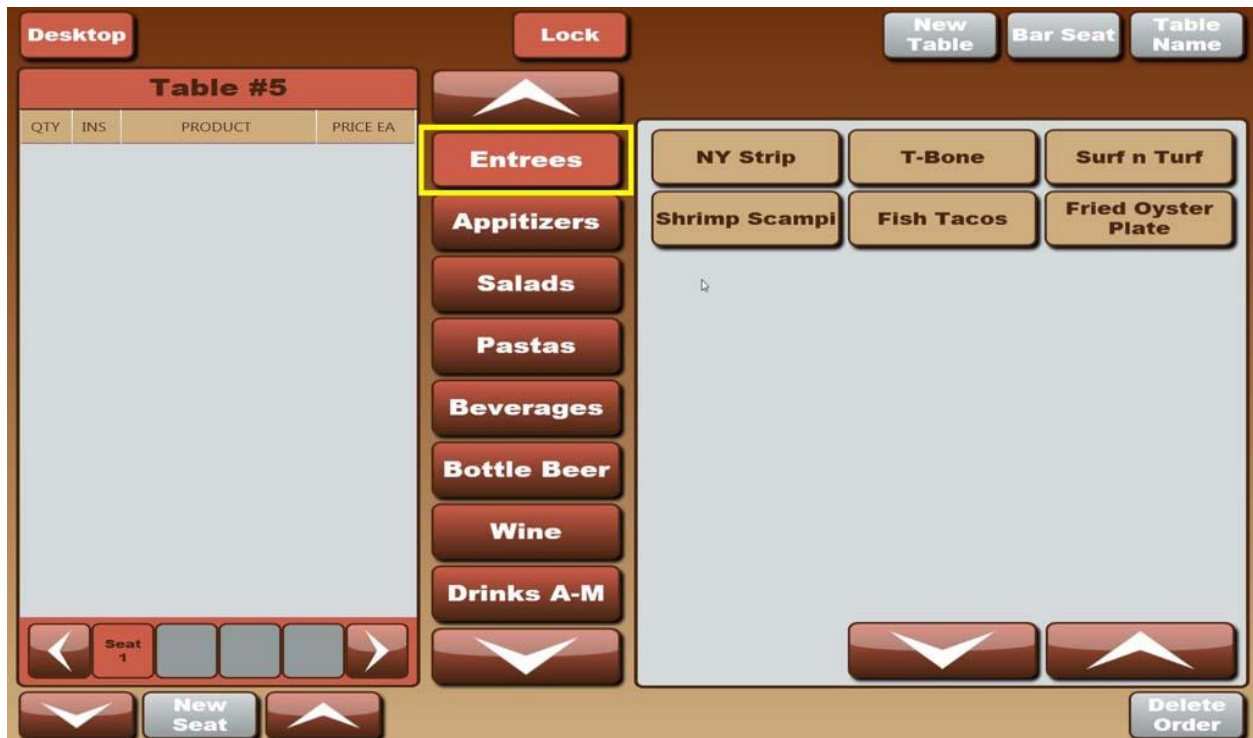 Desktop
Lock
New
Table
Bar Seat
Table
Name
Table #5
QTY INS PRODUCT PRICE EA
Entrees
Appitizers
Salads
Pastas
Beverages
Bottle Beer
Wine
Drinks A-M
NY Strip
T-Bone
Surf n Turf
Shrimp Scampi
Fish Tacos
Fried Oyster
Plate
Seat
1
New
Seat
Delete
Order